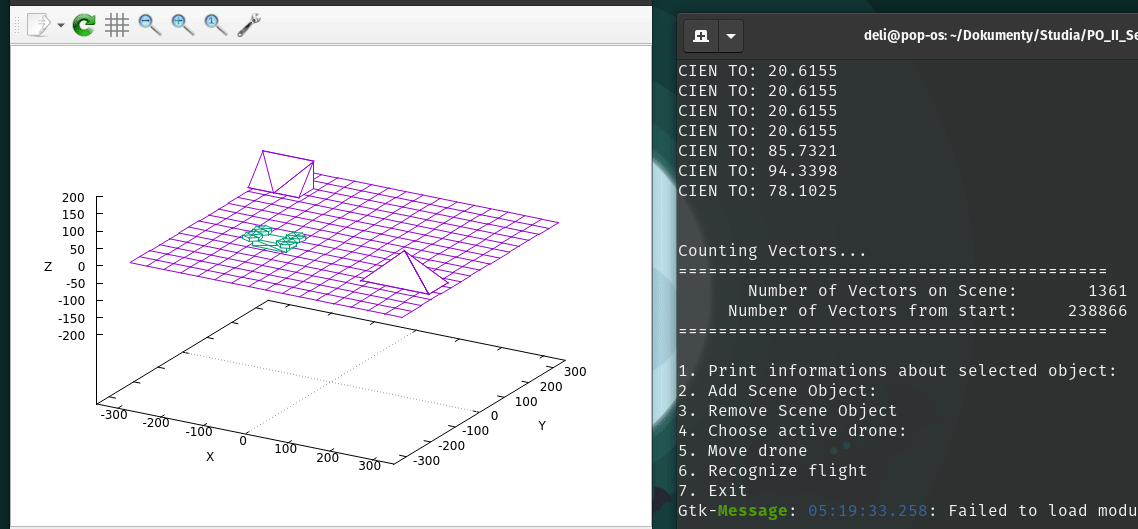 200
150
100
50
Z 0
-50
-100
-150
-200
-300
-200
-100
0
100
200
300
X
-300
-200
-100
0
100
200
300
Y
deli@pop-os: ~/Dokumenty/Studia/PO_II_Se
CIEN TO: 20.6155
CIEN TO: 20.6155
CIEN TO: 20.6155
CIEN TO: 20.6155
CIEN TO: 85.7321
CIEN TO: 94.3398
CIEN TO: 78.1025
Counting Vectors...
===========================================
Number of Vectors on Scene: 1361
Number of Vectors from start: 238866
===========================================
1. Print informations about selected object:
2. Add Scene Object:
3. Remove Scene Object
4. Choose active drone:
5. Move drone
6. Recognize flight
7. Exit
Gtk-Message: 05:19:33.258: Failed to load modu